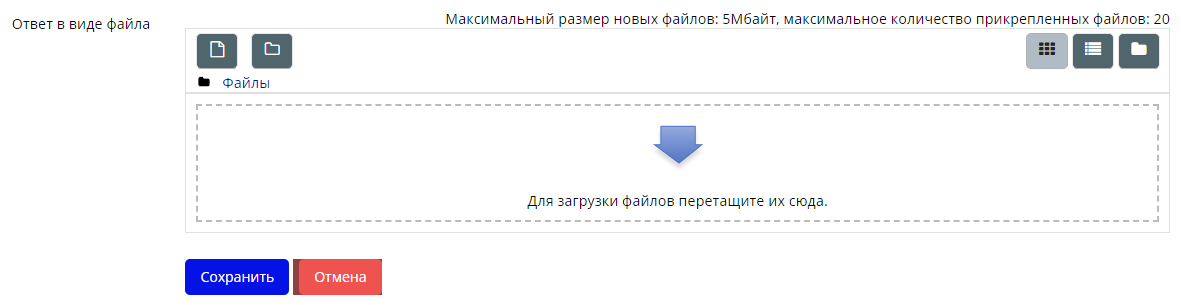 Ответ в виде файла
Максимальный размер новых файлов: 5Мбайт, максимальное количество прикрепленных файлов: 20
Файлы
Для загрузки файлов перетащите их сюда.
Сохранить
Отмена